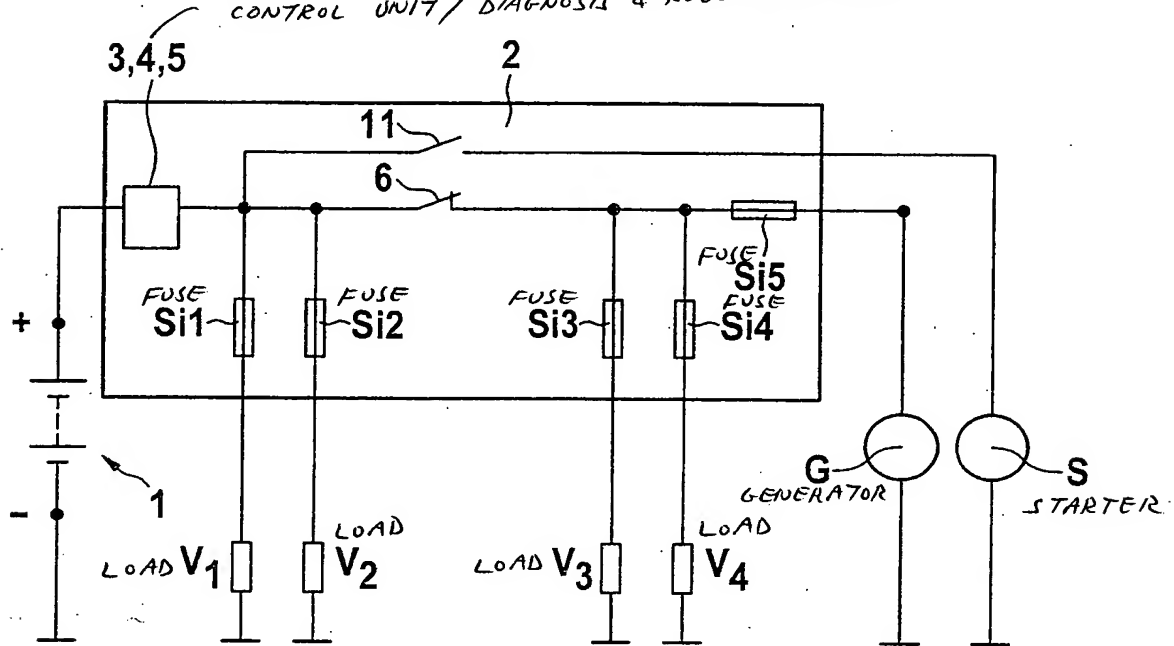 CONTROL UNIT / DIAGNOSIS &
3,4,5
2
11
6
FUSE
Si5
FUSE
Si1
FUSE
Si2
FUSE
Si3
FUSE
Si4
+
-
1
G
GENERATOR
S
STARTER
LOAD V1
LOAD
V2
LOAD V3
LOAD
V4